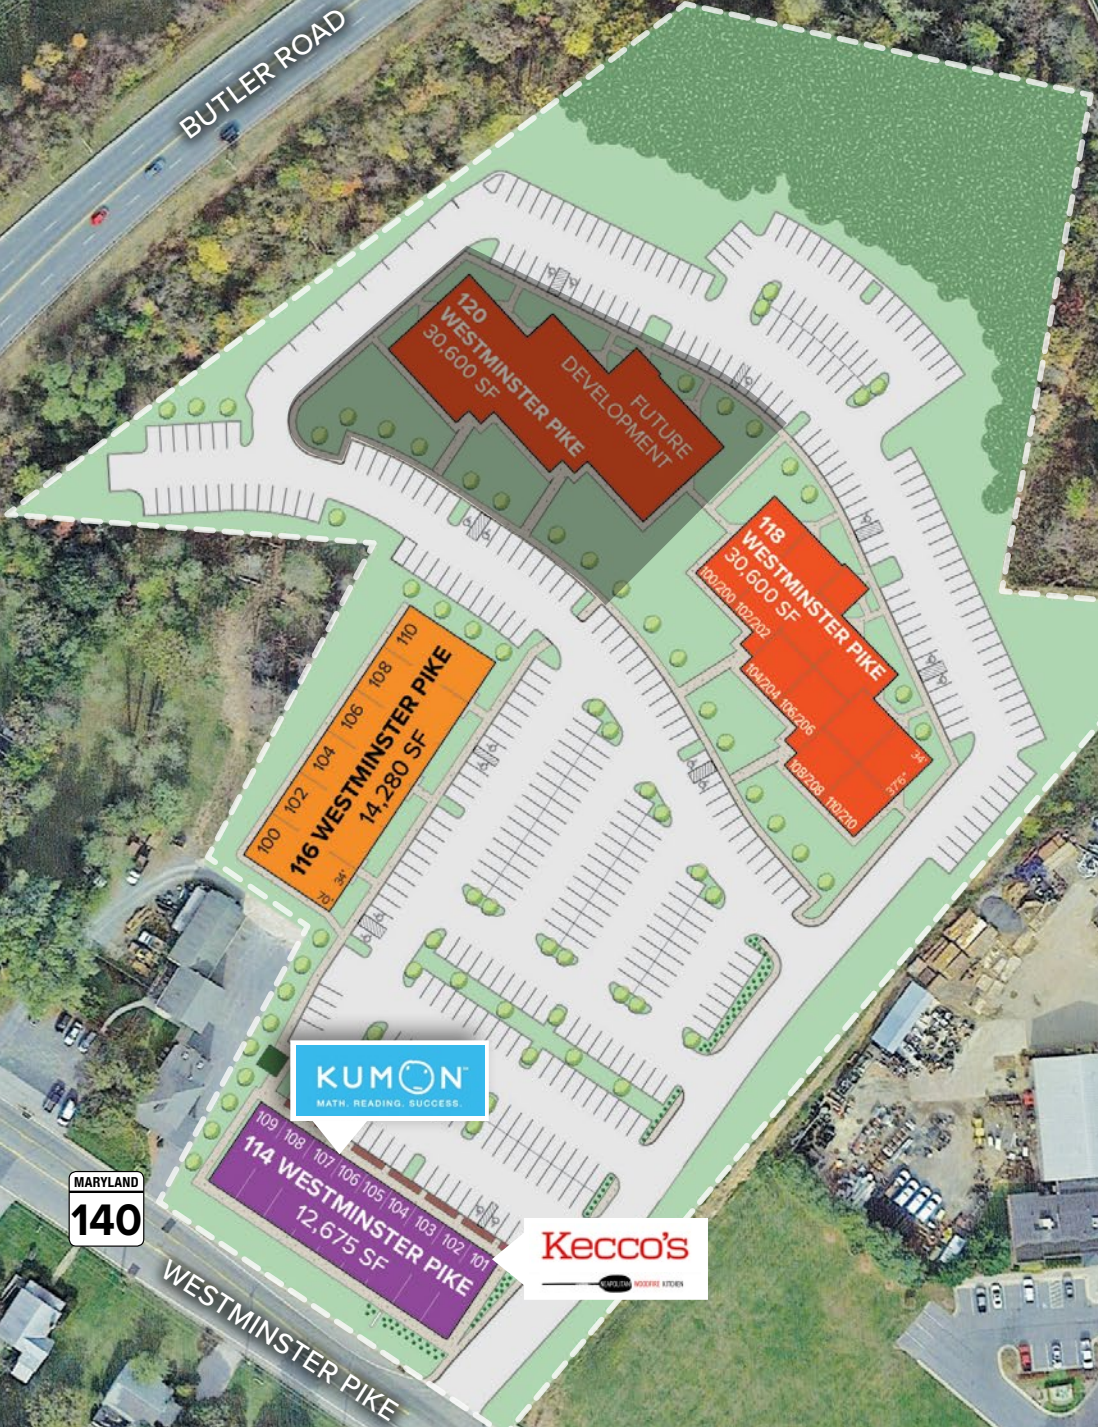 BUTLER ROAD
120
WESTMINSTER PIKE
30,600 SF
FUTURE
DEVELOPMENT
118
WESTMINSTER PIKE
30,600 SF
100/200
102/202
104/204
106/206
108/208
110/210
34'
37'6"
110
108
106
104
102
100
116 WESTMINSTER PIKE
14,280 SF
34'
70'
KUMON
MATH. READING. SUCCESS.
109
108
107
106
105
104
103
102
101
114 WESTMINSTER PIKE
12,675 SF
Kecco's
NEAPOLITAN WOODFIRE KITCHEN
MARYLAND
140
WESTMINSTER PIKE